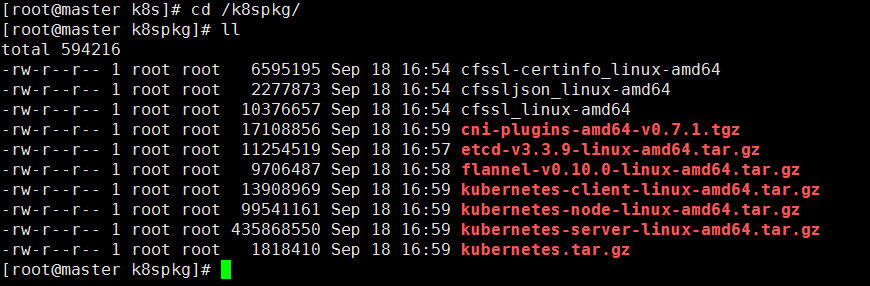 [root@master k8s]# cd /k8spkg/
[root@master k8spkg]# ll
total 594216
-rw-r--r-- 1 root root   6595195 Sep 18 16:54 cfssl-certinfo_linux-amd64
-rw-r--r-- 1 root root   2277873 Sep 18 16:54 cfssljson_linux-amd64
-rw-r--r-- 1 root root  10376657 Sep 18 16:54 cfssl_linux-amd64
-rw-r--r-- 1 root root  17108856 Sep 18 16:59 cni-plugins-amd64-v0.7.1.tgz
-rw-r--r-- 1 root root  11254519 Sep 18 16:57 etcd-v3.3.9-linux-amd64.tar.gz
-rw-r--r-- 1 root root   9706487 Sep 18 16:58 flannel-v0.10.0-linux-amd64.tar.gz
-rw-r--r-- 1 root root  13908969 Sep 18 16:59 kubernetes-client-linux-amd64.tar.gz
-rw-r--r-- 1 root root  99541161 Sep 18 16:59 kubernetes-node-linux-amd64.tar.gz
-rw-r--r-- 1 root root 435868550 Sep 18 16:59 kubernetes-server-linux-amd64.tar.gz
-rw-r--r-- 1 root root   1818410 Sep 18 16:59 kubernetes.tar.gz
[root@master k8spkg]#